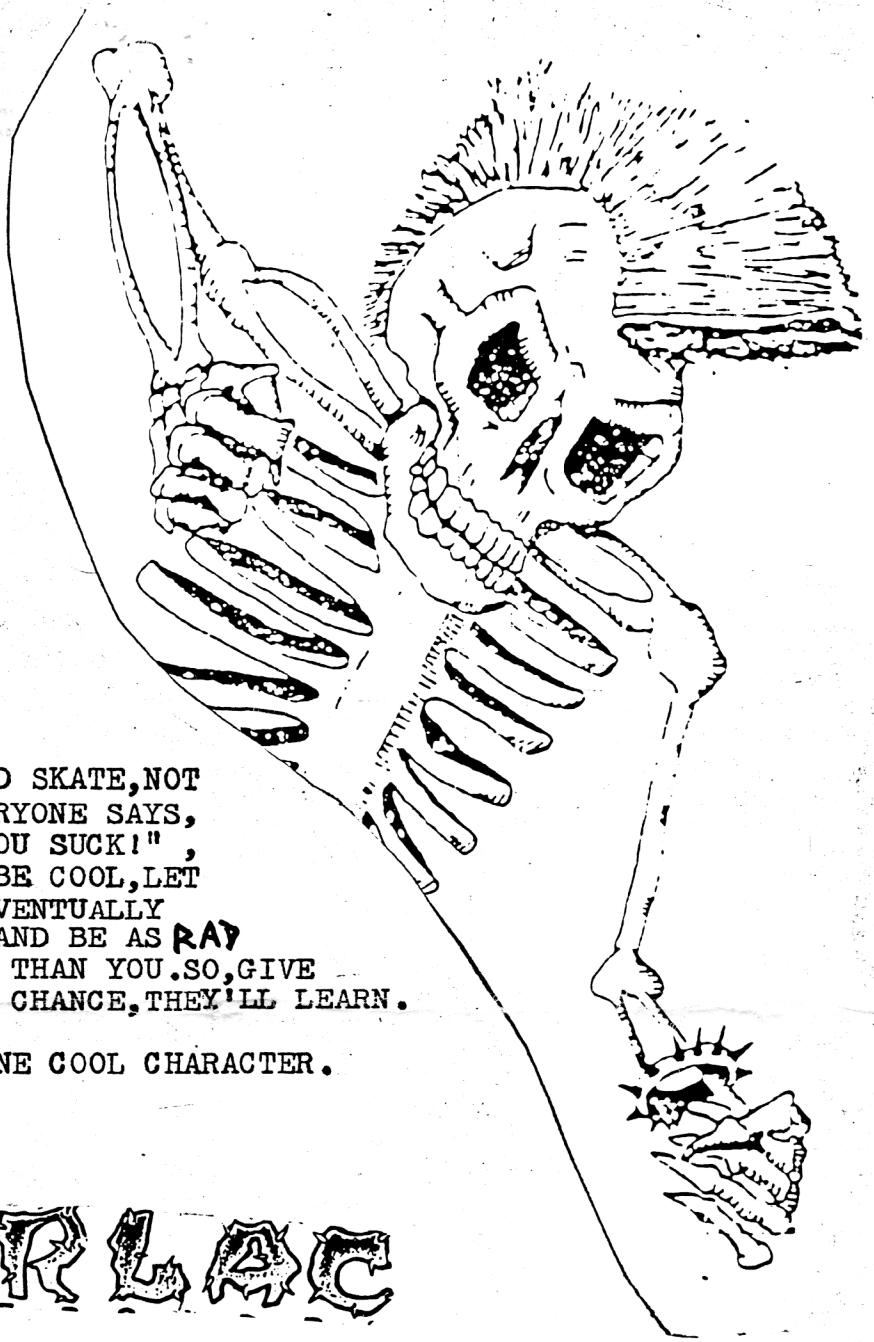 D SKATE,NOT
RYONE SAYS,
OU SUCK!" ,
BE COOL,LET
VENTUALLY
AND BE AS RAD
THAN YOU.SO,GIVE
CHANCE,THEY'LL LEARN.
NE COOL CHARACTER.
RLAC